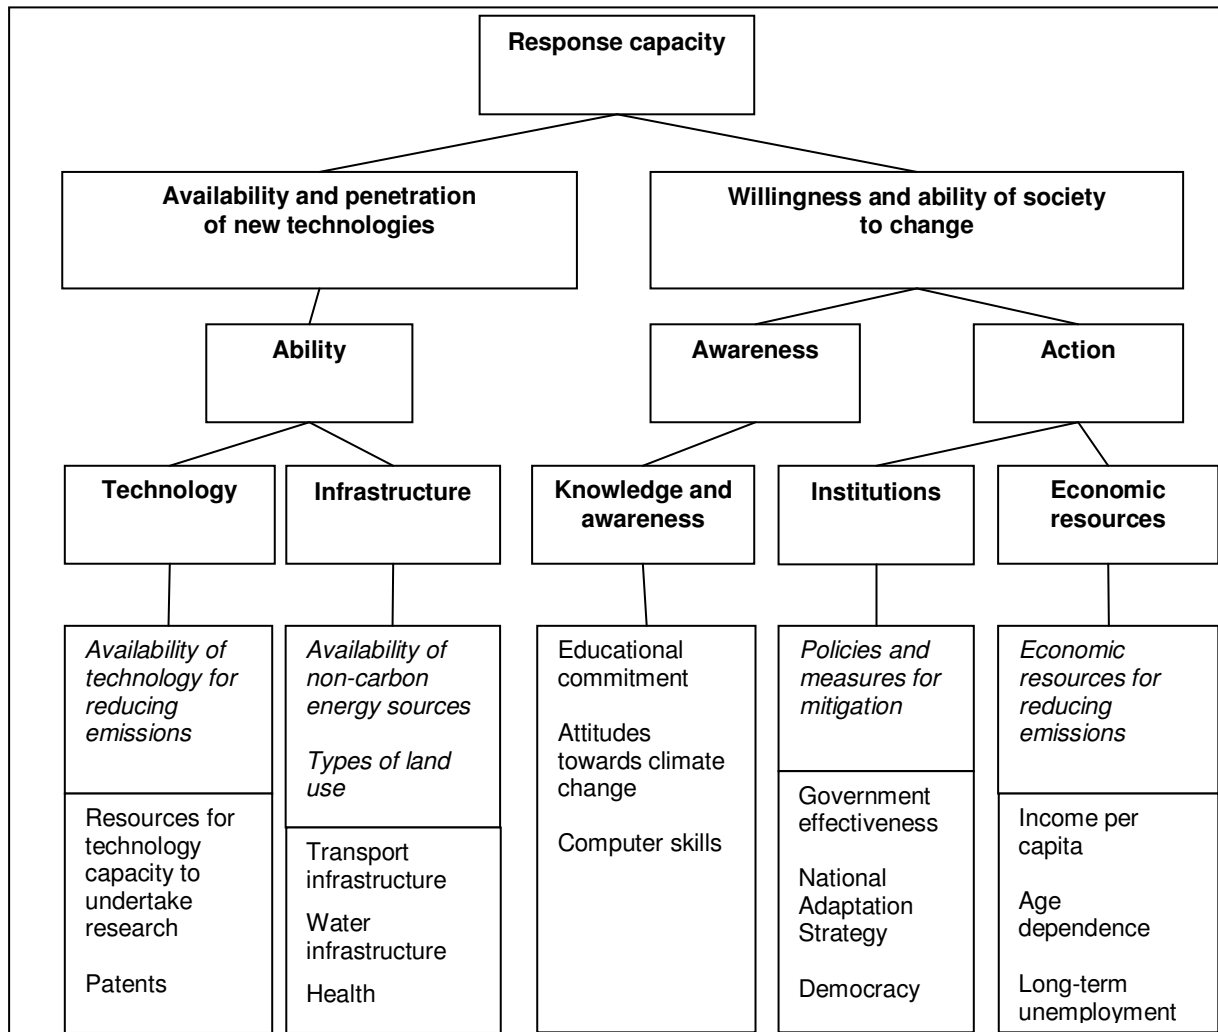 Response capacity
Availability and penetration
of new technologies
Willingness and ability of society
to change
Ability
Awareness
Action
Technology
Infrastructure
Knowledge and
awareness
Institutions
Economic
resources
Availability of
technology for
reducing
emissions
Resources for
technology
capacity to
undertake
research
Patents
Availability of
non-carbon
energy sources
Types of land
use
Transport
infrastructure
Water
infrastructure
Health
Educational
commitment
Attitudes
towards climate
change
Computer skills
Policies and
measures for
mitigation
Government
effectiveness
National
Adaptation
Strategy
Democracy
Economic
resources for
reducing
emissions
Income per
capita
Age
dependence
Long-term
unemployment